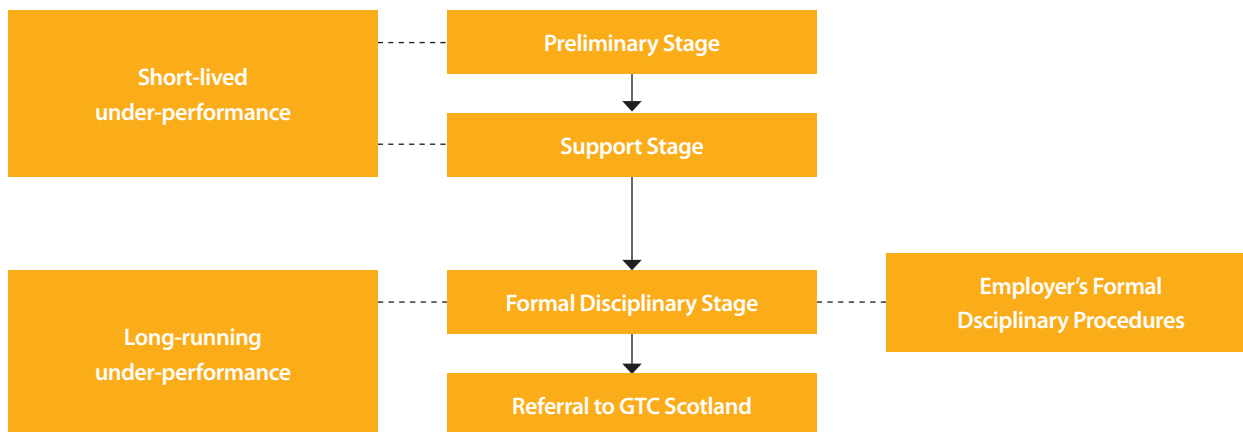 Short-lived
under-performance
Preliminary Stage
Support Stage
Long-running
under-performance
Formal Disciplinary Stage
Employer’s Formal
Dsciplinary Procedures
Referral to GTC Scotland